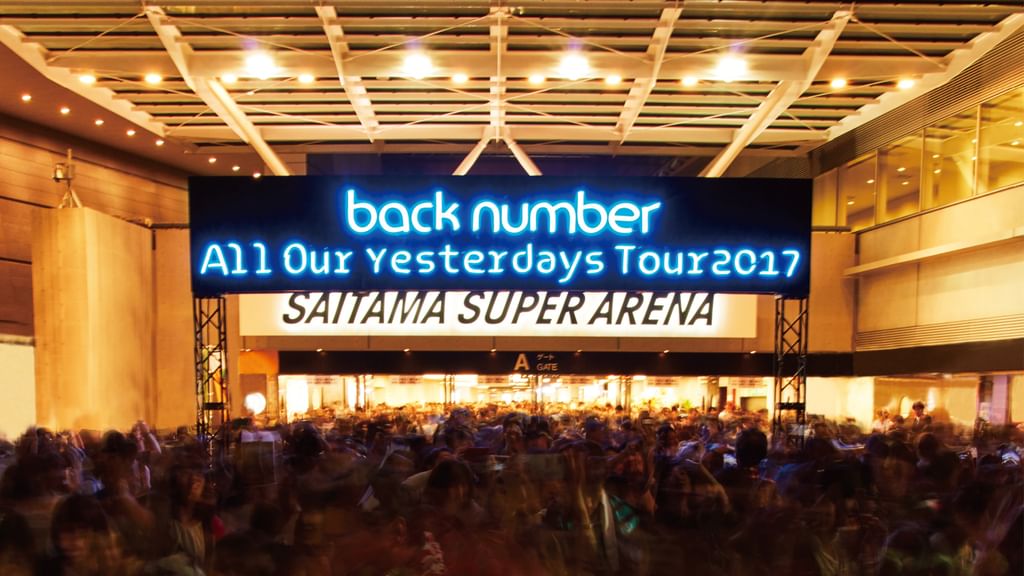 back number
All Our Yesterdays Tour2017
SAITAMA SUPER ARENA
A ゲート
GATE